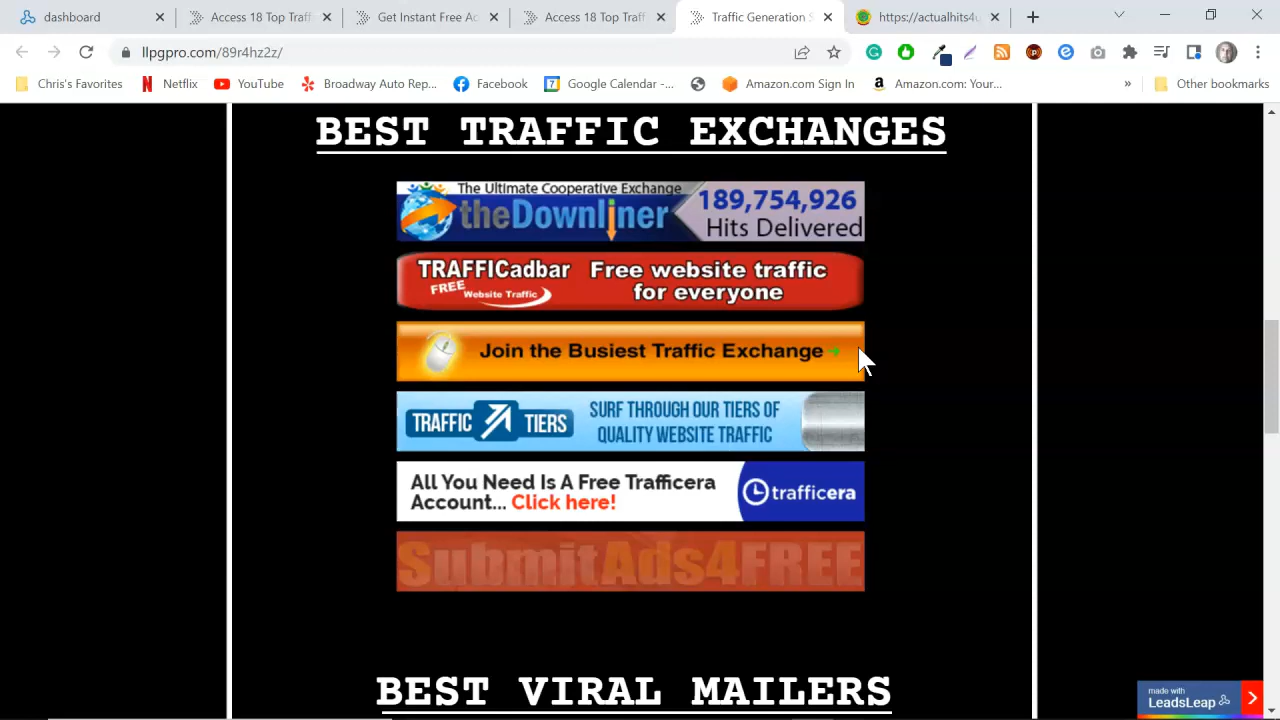 dashboard
Access 18 Top Traff
Get Instant Free Ac
Access 18 Top Traff
Traffic Generation S
https://actualhits4u
llpgpro.com/89r4hz2z/
Chris's Favorites
Netflix
YouTube
Broadway Auto Rep...
Facebook
Google Calendar -...
Amazon.com Sign In
Amazon.com: Your...
»
Other bookmarks
BEST TRAFFIC EXCHANGES
The Ultimate Cooperative Exchange
theDownliner
189,754,926
Hits Delivered
TRAFFICadbar
FREE
Website Traffic
Free website traffic
for everyone
Join the Busiest Traffic Exchange
TRAFFIC TIERS
SURF THROUGH OUR TIERS OF
QUALITY WEBSITE TRAFFIC
All You Need Is A Free Trafficera
Account... Click here!
trafficera
SubmitAds4FREE
BEST VIRAL MAILERS
made with
LeadsLeap